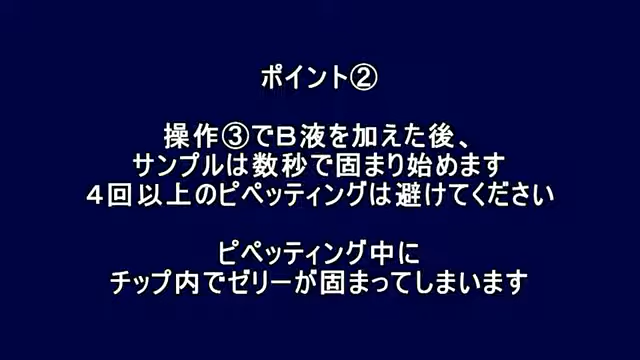 ポイント②
操作③でB液を加えた後、
サンプルは数秒で固まり始めます
４回以上のピペッティングは避けてください
ピペッティング中に
チップ内でゼリーが固まってしまいます